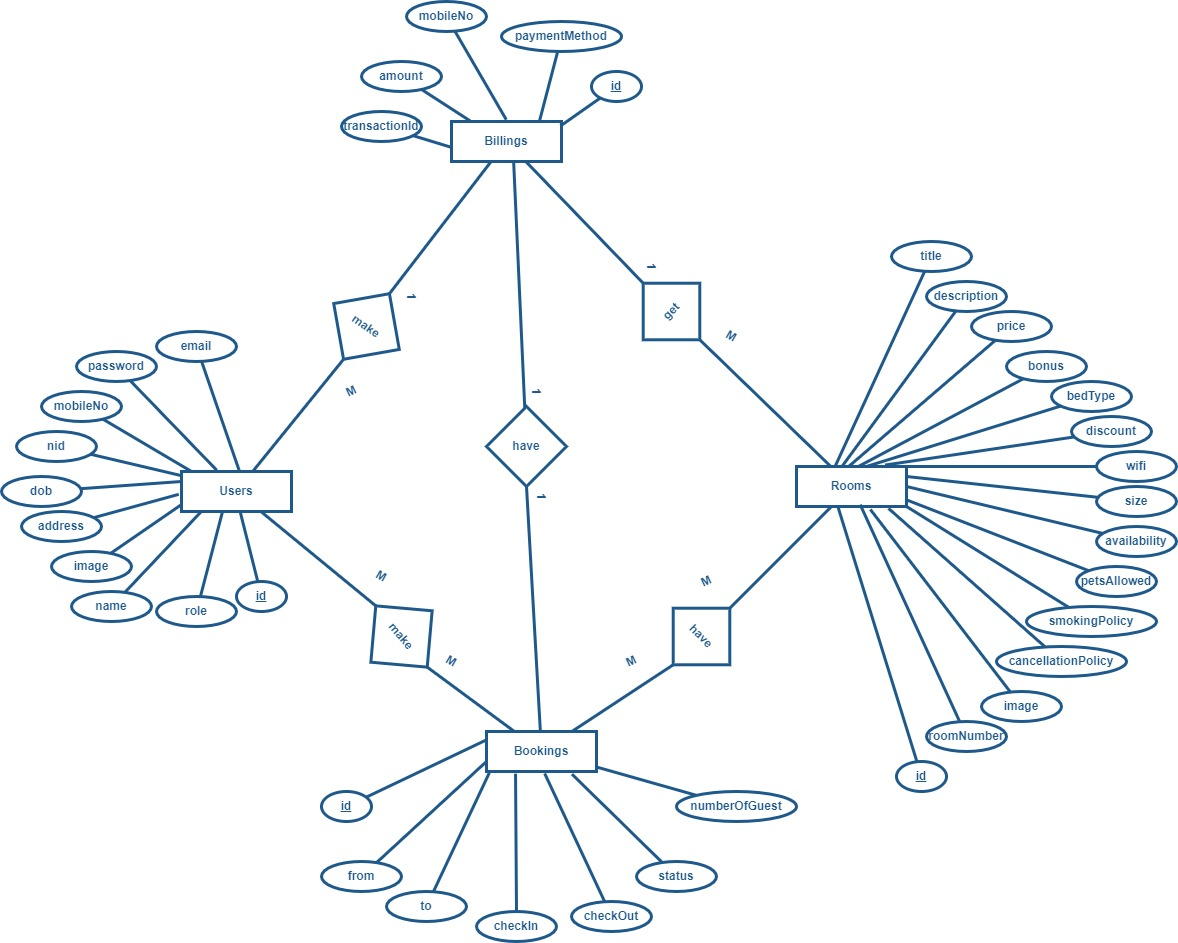 mobileNo
paymentMethod
amount
id
transactionId
Billings
title
description
1
1
get
make
price
M
email
password
bonus
M
1
bedType
mobileNo
discount
nid
have
wifi
Users
Rooms
dob
1
size
address
availability
image
M
M
petsAllowed
id
name
role
make
have
smokingPolicy
M
M
cancellationPolicy
image
roomNumber
Bookings
id
id
numberOfGuest
from
status
to
checkIn
checkOut